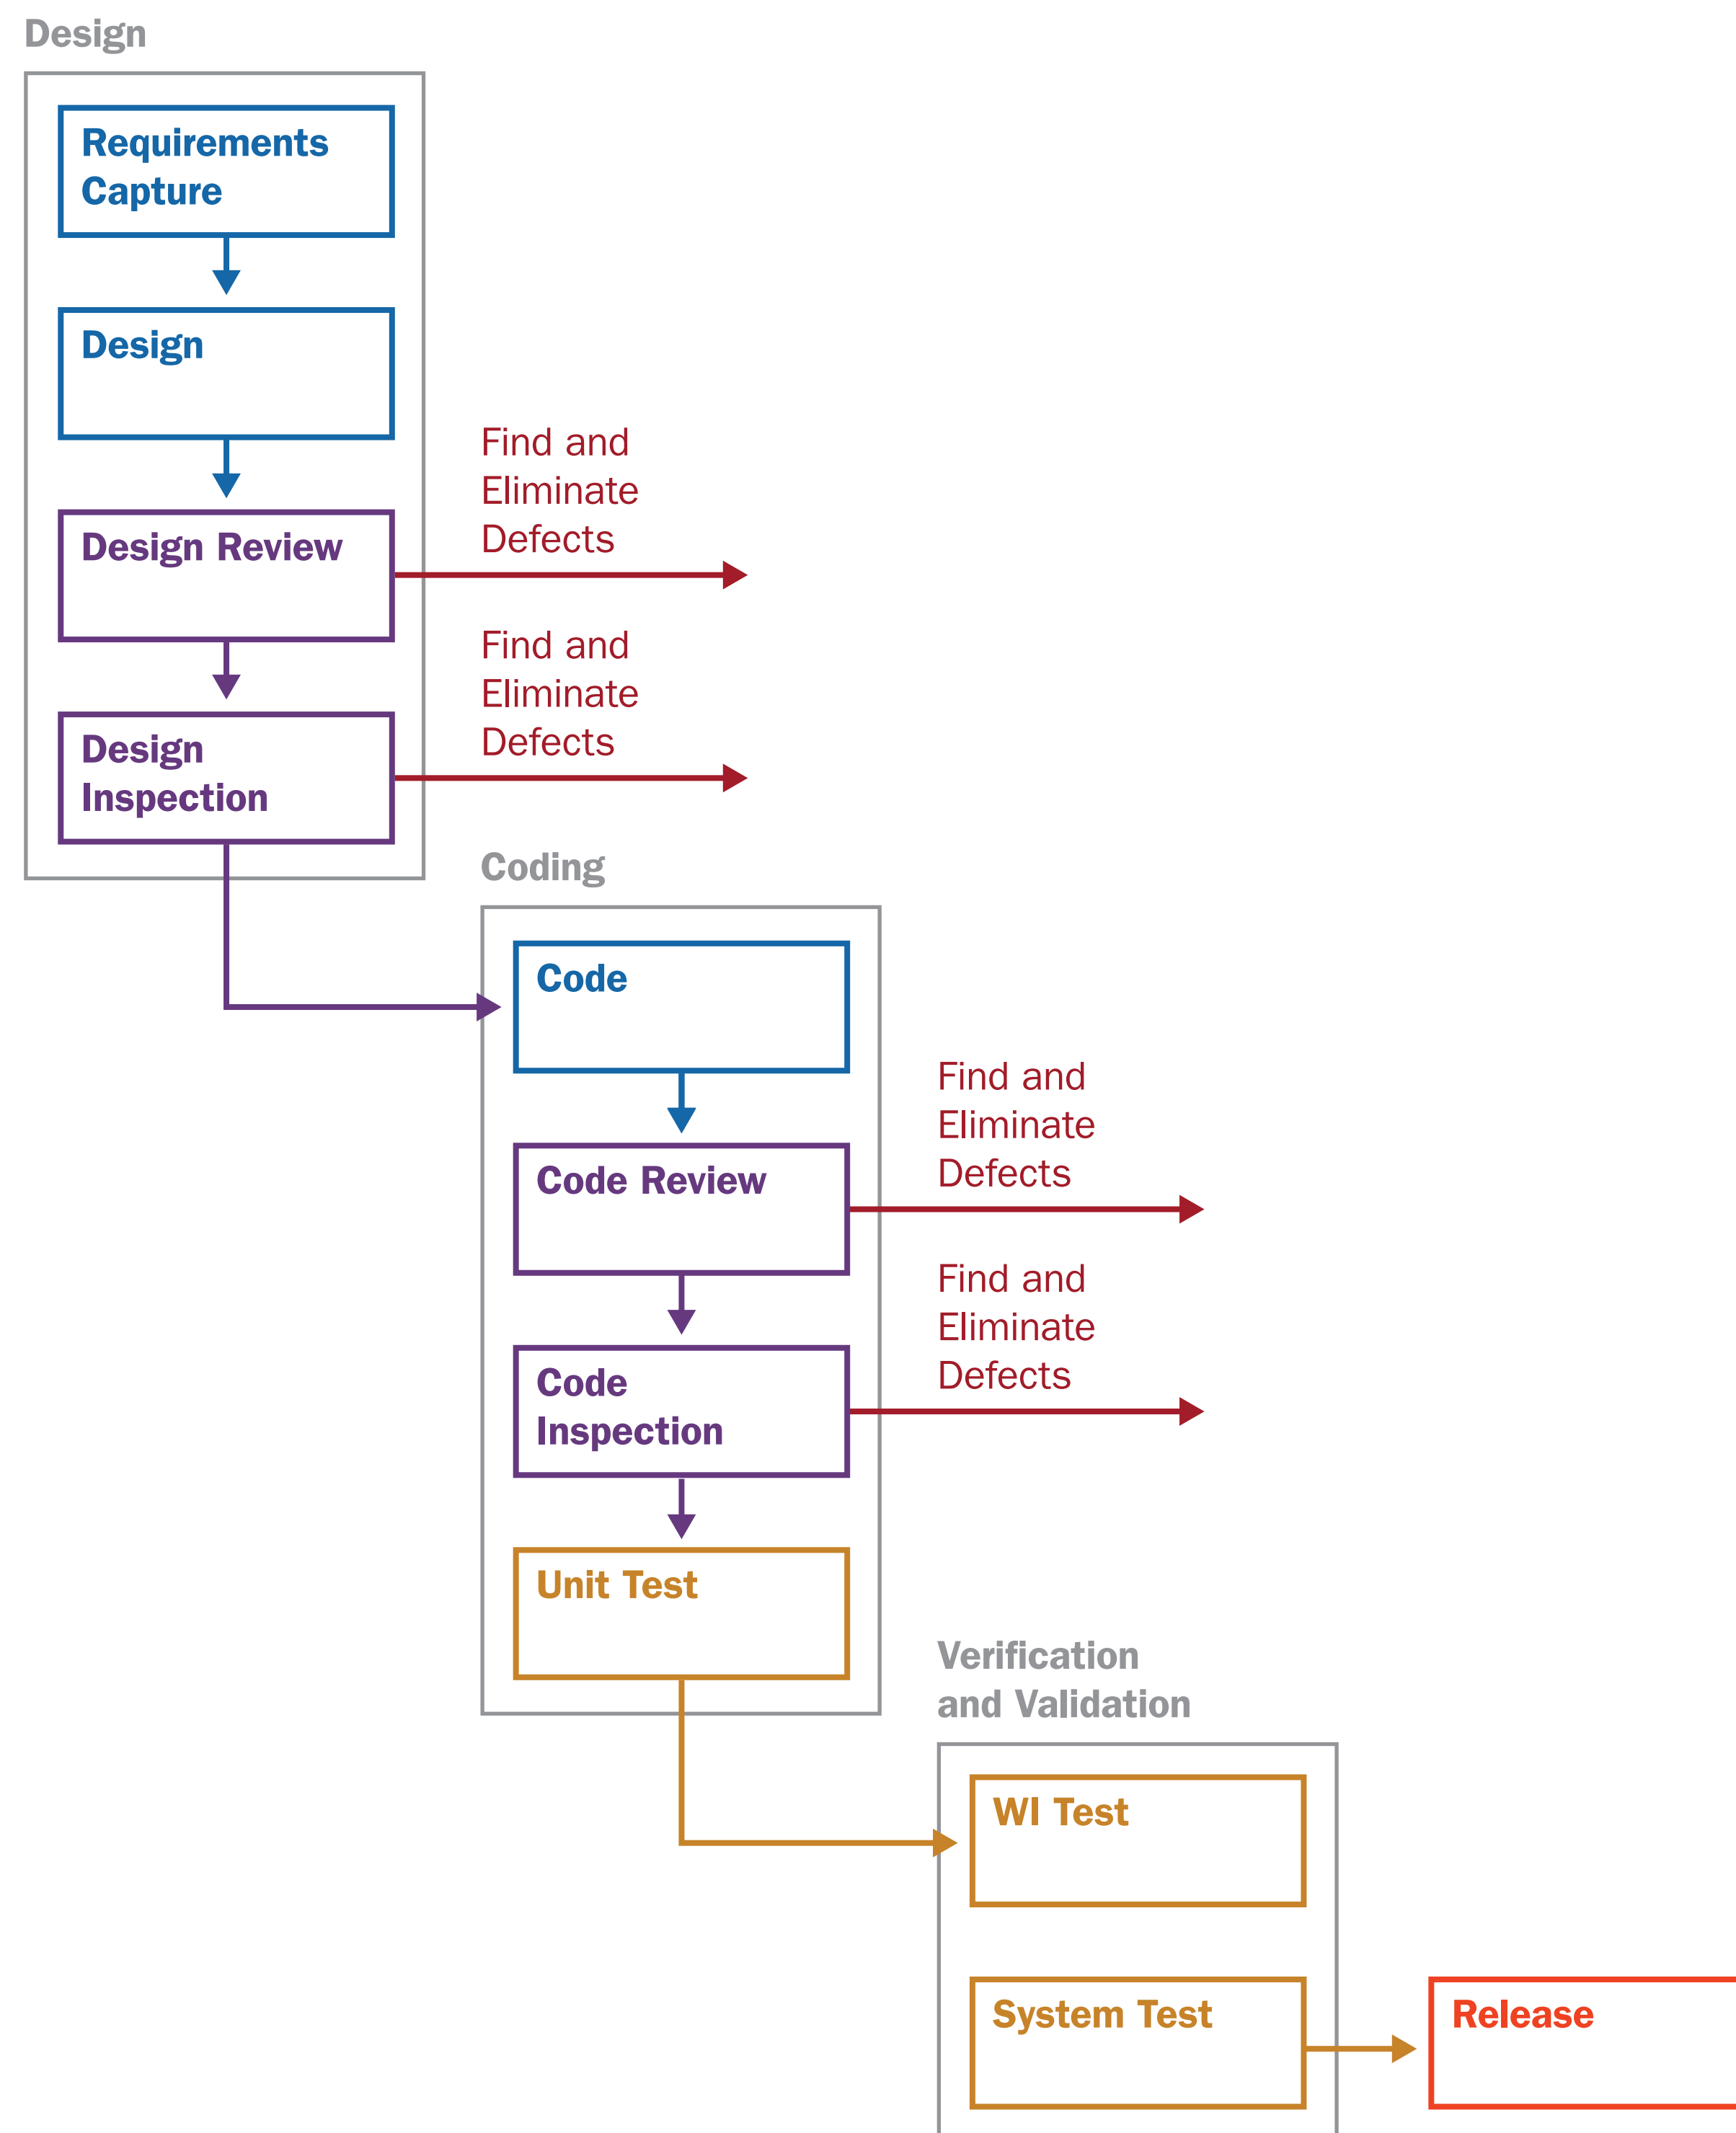 Design
Requirements
Capture
Design
Find and
Eliminate
Defects
Design Review
Find and
Eliminate
Defects
Design
Inspection
Coding
Code
Find and
Eliminate
Defects
Code Review
Find and
Eliminate
Defects
Code
Inspection
Unit Test
Verification
and Validation
WI Test
System Test
Release